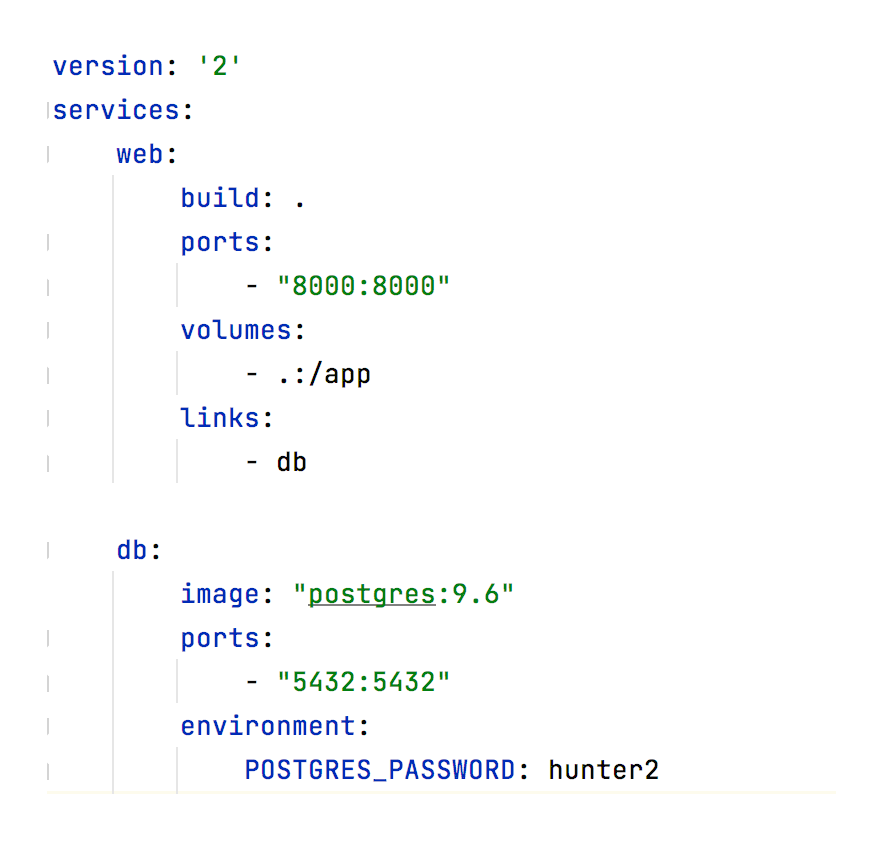 version: '2'
services:
    web:
        build: .
        ports:
            - "8000:8000"
        volumes:
            - .:/app
        links:
            - db

    db:
        image: "postgres:9.6"
        ports:
            - "5432:5432"
        environment:
            POSTGRES_PASSWORD: hunter2